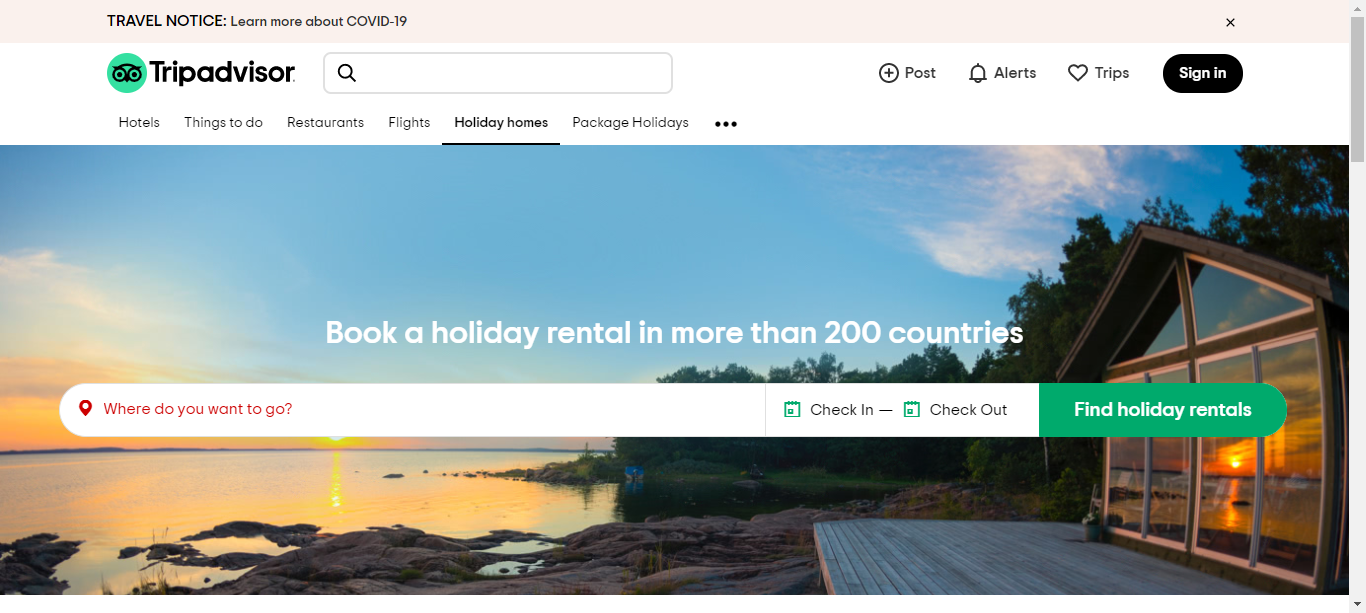 TRAVEL NOTICE: Learn more about COVID-19
Tripadvisor
Post Alerts Trips Sign in
Hotels Things to do Restaurants Flights Holiday homes Package Holidays
Book a holiday rental in more than 200 countries
Where do you want to go? Check In — Check Out Find holiday rentals